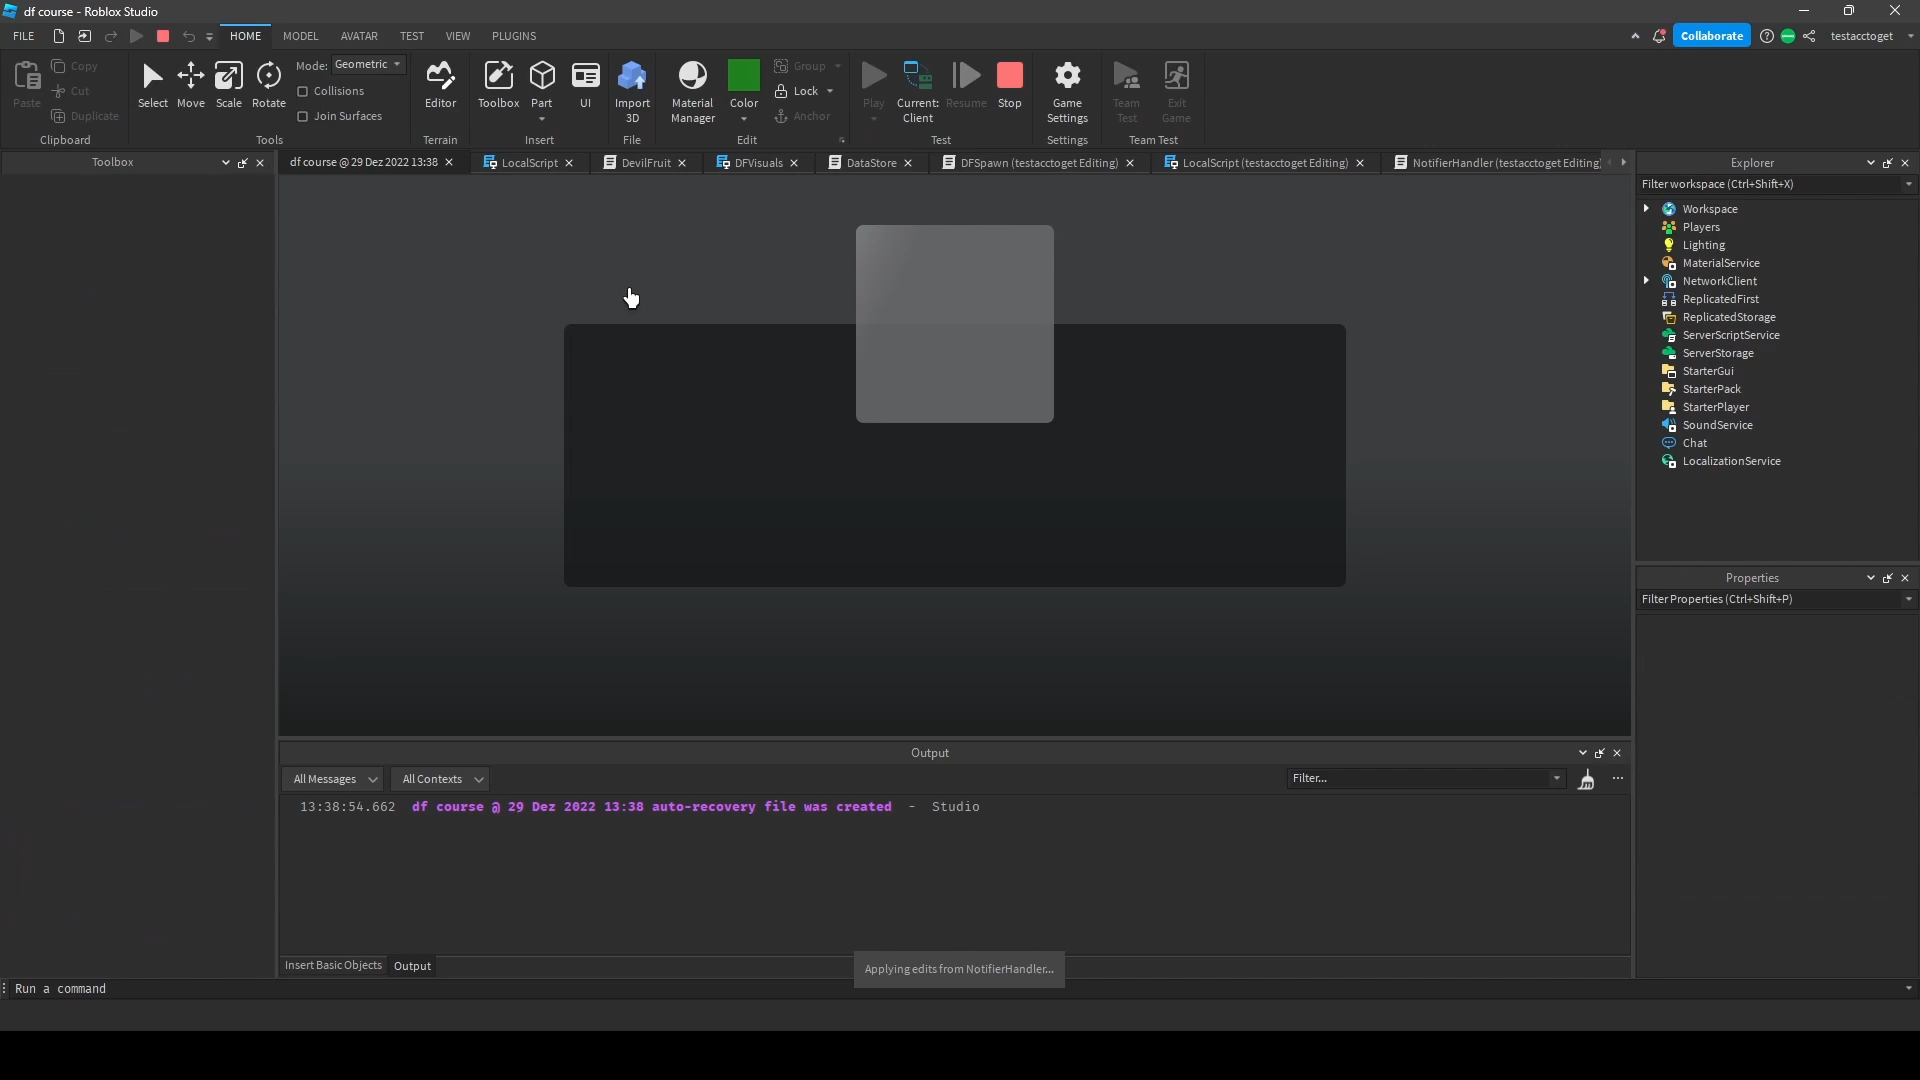 df course - Roblox Studio
FILE HOME MODEL AVATAR TEST VIEW PLUGINS Collaborate testacctoget
Paste Copy Cut Duplicate Clipboard
Select Move Scale Rotate Mode: Geometric Collisions Join Surfaces Tools
Editor Terrain
Toolbox Part UI Insert
Import 3D File
Material Manager Color Group Lock Anchor Edit
Play Current: Client Resume Stop Test
Game Settings Settings
Team Test Exit Game Team Test
Toolbox
df course @ 29 Dez 2022 13:38 LocalScript DevilFruit DFVisuals DataStore DFSpawn (testacctoget Editing) LocalScript (testacctoget Editing) NotifierHandler (testacctoget Editing)
Explorer
Filter workspace (Ctrl+Shift+X)
Workspace
Players
Lighting
MaterialService
NetworkClient
ReplicatedFirst
ReplicatedStorage
ServerScriptService
ServerStorage
StarterGui
StarterPack
StarterPlayer
SoundService
Chat
LocalizationService
Properties
Filter Properties (Ctrl+Shift+P)
Output
All Messages All Contexts Filter...
13:38:54.662 df course @ 29 Dez 2022 13:38 auto-recovery file was created - Studio
Insert Basic Objects Output
Applying edits from NotifierHandler...
Run a command